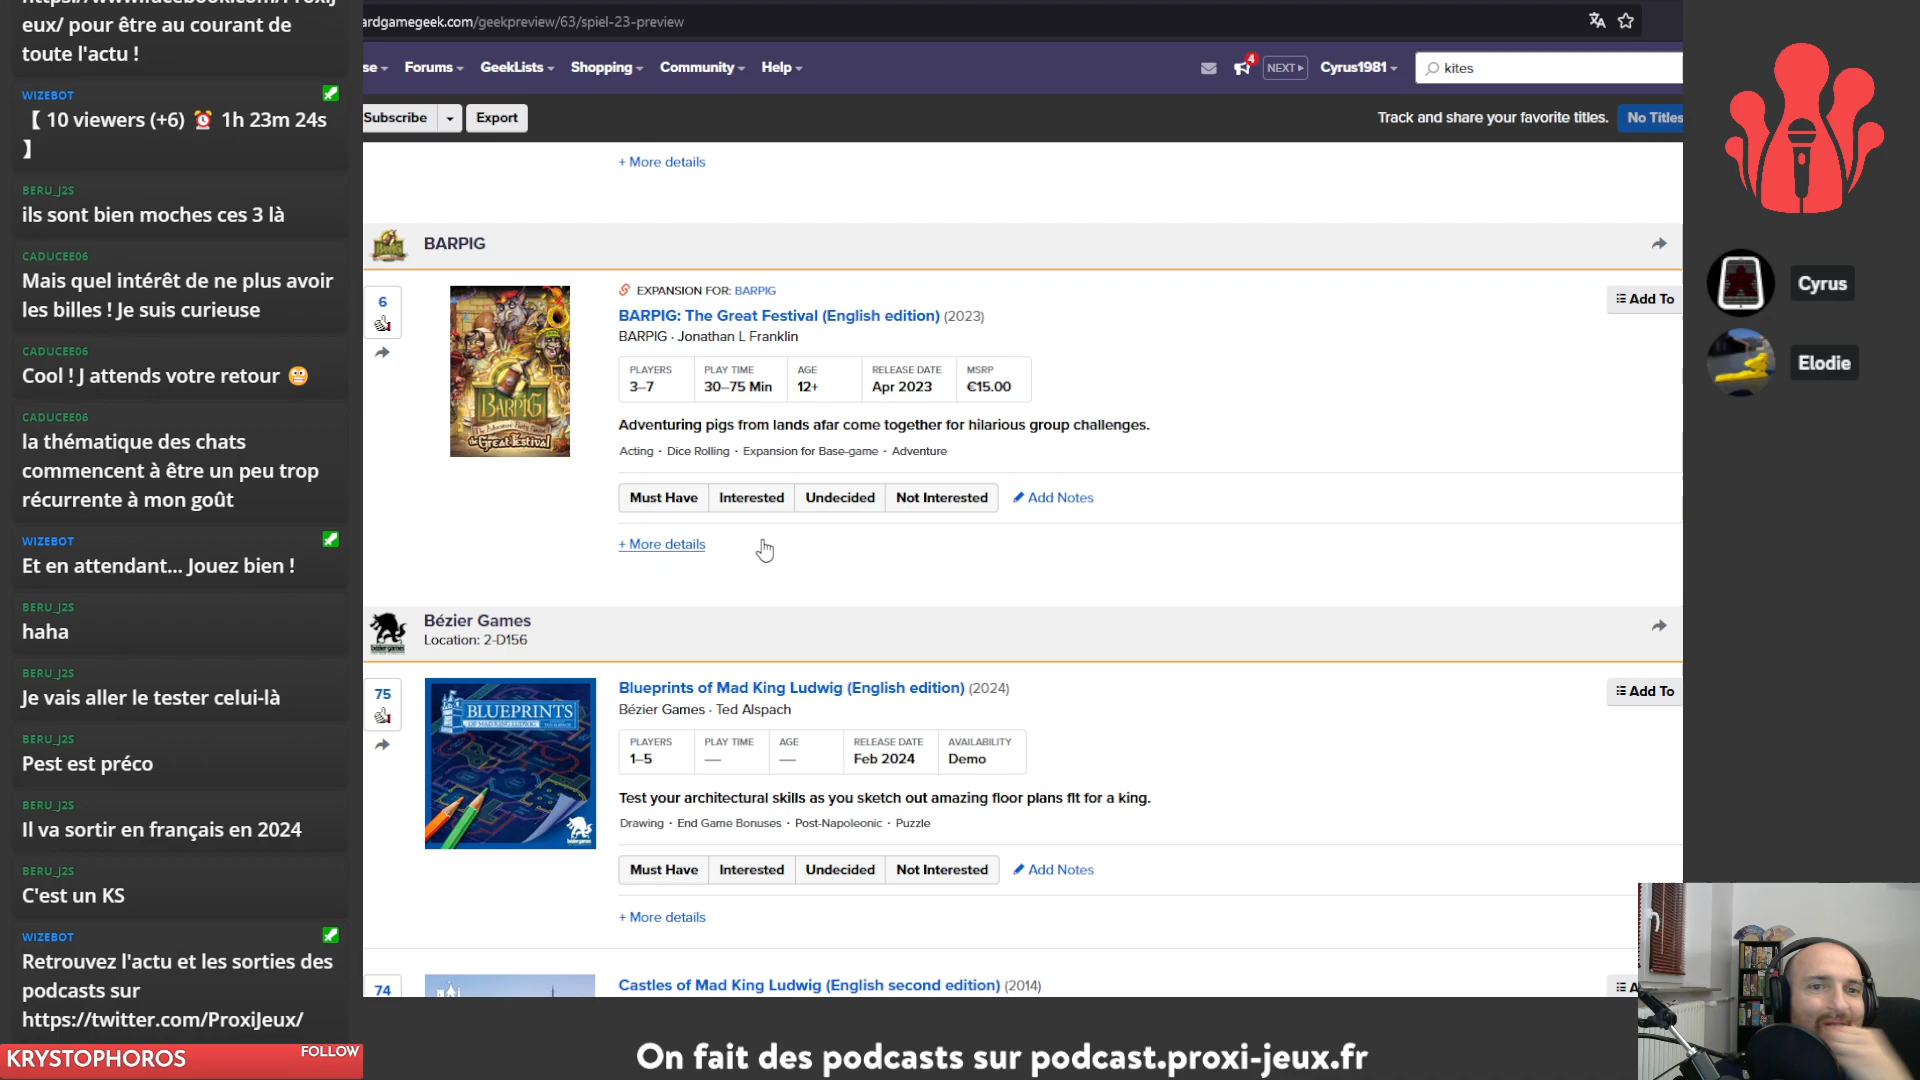 eux/ pour être au courant de
toute l'actu !
WIZEBOT
【 10 viewers (+6) ⏰ 1h 23m 24s
】
BERU_J2S
ils sont bien moches ces 3 là
CADUCEE06
Mais quel intérêt de ne plus avoir
les billes ! Je suis curieuse
CADUCEE06
Cool ! J attends votre retour 😬
CADUCEE06
la thématique des chats
commencent à être un peu trop
récurrente à mon goût
WIZEBOT
Et en attendant... Jouez bien !
BERU_J2S
haha
BERU_J2S
Je vais aller le tester celui-là
BERU_J2S
Pest est préco
BERU_J2S
Il va sortir en français en 2024
BERU_J2S
C'est un KS
WIZEBOT
Retrouvez l'actu et les sorties des
podcasts sur
https://twitter.com/ProxiJeux/
KRYSTOPHOROS FOLLOW
ardgamegeek.com/geekpreview/63/spiel-23-preview
se Forums GeekLists Shopping Community Help 4 NEXT Cyrus1981 kites
Subscribe Export Track and share your favorite titles. No Titles
+ More details
BARPIG
6
EXPANSION FOR: BARPIG
BARPIG: The Great Festival (English edition) (2023)
Add To
BARPIG · Jonathan L Franklin
PLAYERS PLAY TIME AGE RELEASE DATE MSRP
3–7 30–75 Min 12+ Apr 2023 €15.00
BARPIG
the Great Festival
Adventuring pigs from lands afar come together for hilarious group challenges.
Acting · Dice Rolling · Expansion for Base-game · Adventure
Must Have Interested Undecided Not Interested Add Notes
+ More details
Bézier Games
Location: 2-D156
75
BLUEPRINTS
OF MAD KING LUDWIG
Blueprints of Mad King Ludwig (English edition) (2024)
Add To
Bézier Games · Ted Alspach
PLAYERS PLAY TIME AGE RELEASE DATE AVAILABILITY
1–5 — — Feb 2024 Demo
Test your architectural skills as you sketch out amazing floor plans fit for a king.
Drawing · End Game Bonuses · Post-Napoleonic · Puzzle
Must Have Interested Undecided Not Interested Add Notes
+ More details
74
Castles of Mad King Ludwig (English second edition) (2014)
Cyrus
Elodie
On fait des podcasts sur podcast.proxi-jeux.fr